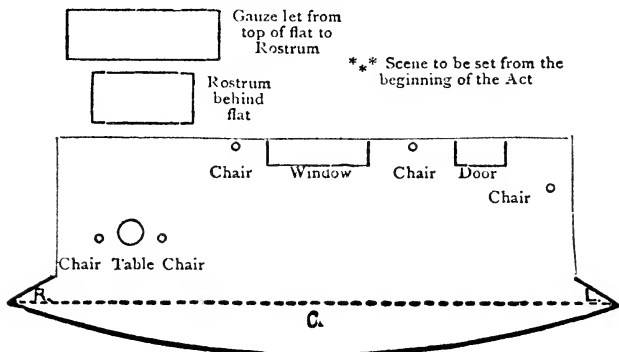 Gauze let from
top of flat to
Rostrum
*** Scene to be set from the
beginning of the Act
Rostrum
behind
flat
Chair Window Chair Door
Chair
Chair Table Chair
R. L.
C.